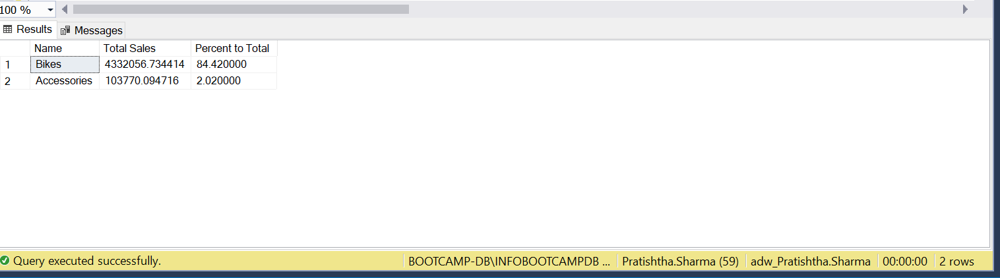 100 %
Results Messages
Name Total Sales Percent to Total
1 Bikes 4332056.734414 84.420000
2 Accessories 103770.094716 2.020000
Query executed successfully. BOOTCAMP-DB\INFOBOOTCAMPDB ... Pratishtha.Sharma (59) adw_Pratishtha.Sharma 00:00:00 2 rows